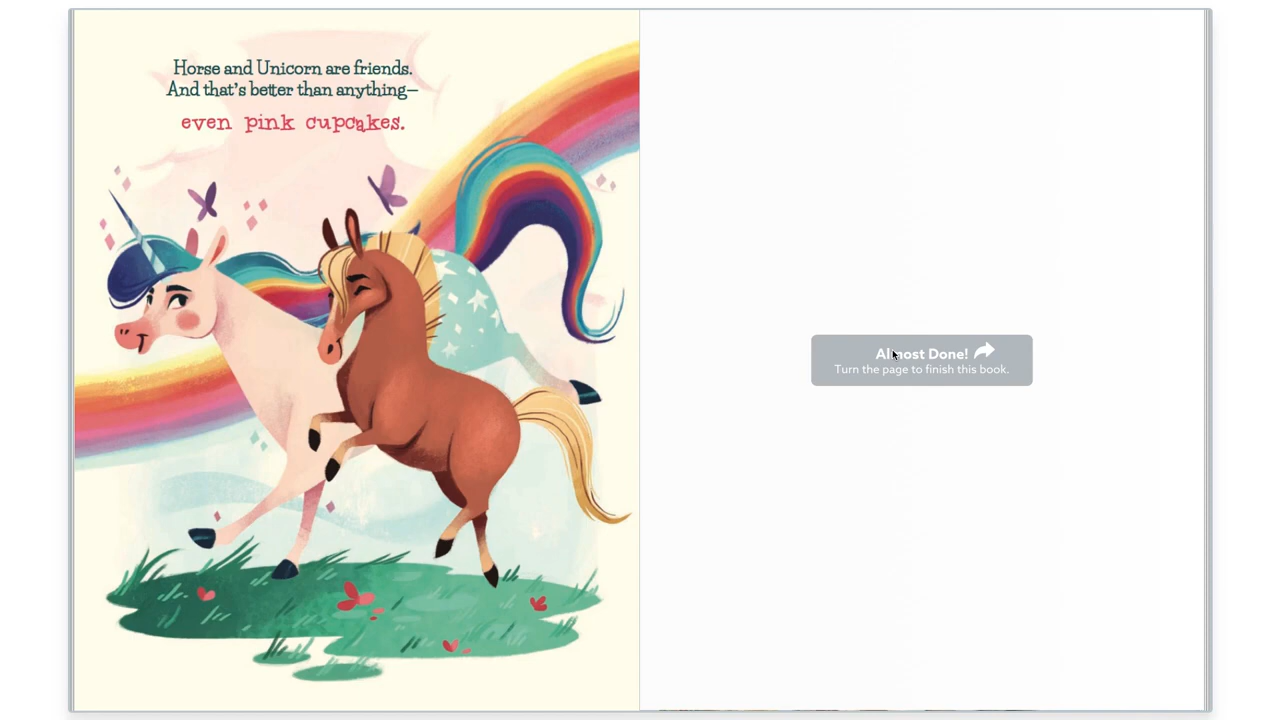 Horse and Unicorn are friends.
And that's better than anything—
even pink cupcakes.
Almost Done!
Turn the page to finish this book.